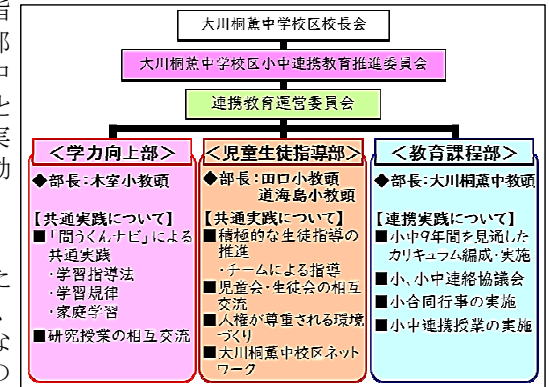 大川桐薫中学校区校長会
大川桐薫中学校区小中連携教育推進委員会
連携教育運営委員会
<学力向上部>
◆部長:木室小教頭
【共通実践について】
■「問うくんナビ」による
共通実践
・学習指導法
・学習規律
・家庭学習
■研究授業の相互交流
<児童生徒指導部>
◆部長:田口小教頭
道海島小教頭
【共通実践について】
■積極的な生徒指導の
推進
・チームによる指導
■児童会・生徒会の相互
交流
■人権が尊重される環境
づくり
■大川桐薫中校区ネット
ワーク
<教育課程部>
◆部長:大川桐薫中教頭
【連携実践について】
■小中9年間を見通した
カリキュラム編成・実施
■小、小中連絡協議会
■小合同行事の実施
■小中連携授業の実施